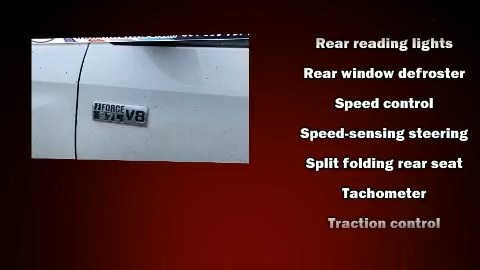 iFORCE
5.7L V8
Rear reading lights
Rear window defroster
Speed control
Speed-sensing steering
Split folding rear seat
Tachometer
Traction control